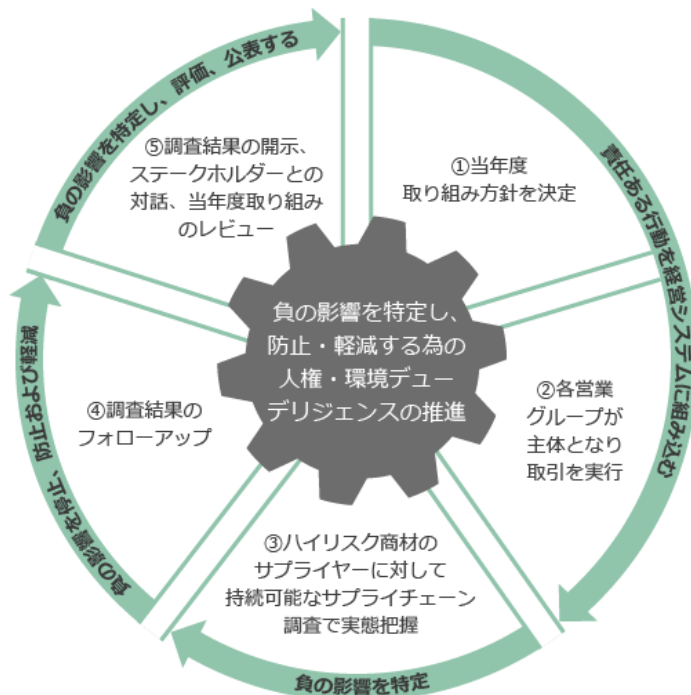 ①当年度
取り組み方針を決定
②各営業
グループが
主体となり
取引を実行
③ハイリスク商材の
サプライヤーに対して
持続可能なサプライチェーン
調査で実態把握
④調査結果の
フォローアップ
⑤調査結果の開示、
ステークホルダーとの
対話、当年度取り組み
のレビュー
負の影響を特定し、
防止・軽減する為の
人権・環境デュー
デリジェンスの推進
責任ある行動を経営システムに組み込む
負の影響を特定
負の影響を停止、防止および軽減
負の影響を特定し、評価、公表する